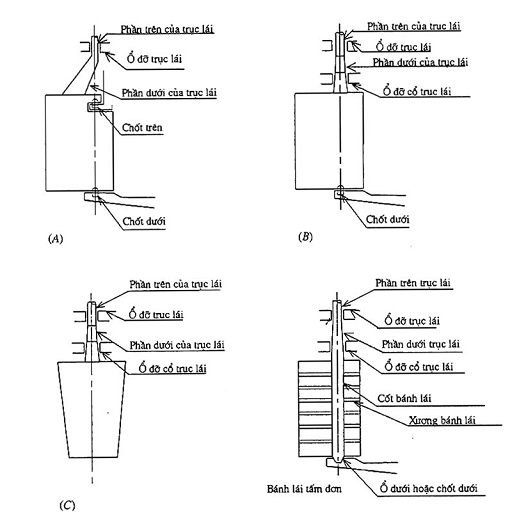 Phần trên của trục lái
Ổ đỡ trục lái
Phần dưới của trục lái
Chốt trên
Chốt dưới
(A)
Phần trên của trục lái
Ổ đỡ trục lái
Phần dưới của trục lái
Ổ đỡ cổ trục lái
Chốt dưới
(B)
Phần trên của trục lái
Ổ đỡ trục lái
Phần dưới của trục lái
Ổ đỡ cổ trục lái
(C)
Phần trên trục lái
Ổ đỡ trục lái
Phần dưới trục lái
Ổ đỡ cổ trục lái
Cốt bánh lái
Xương bánh lái
Ổ dưới hoặc chốt dưới
Bánh lái tấm đơn